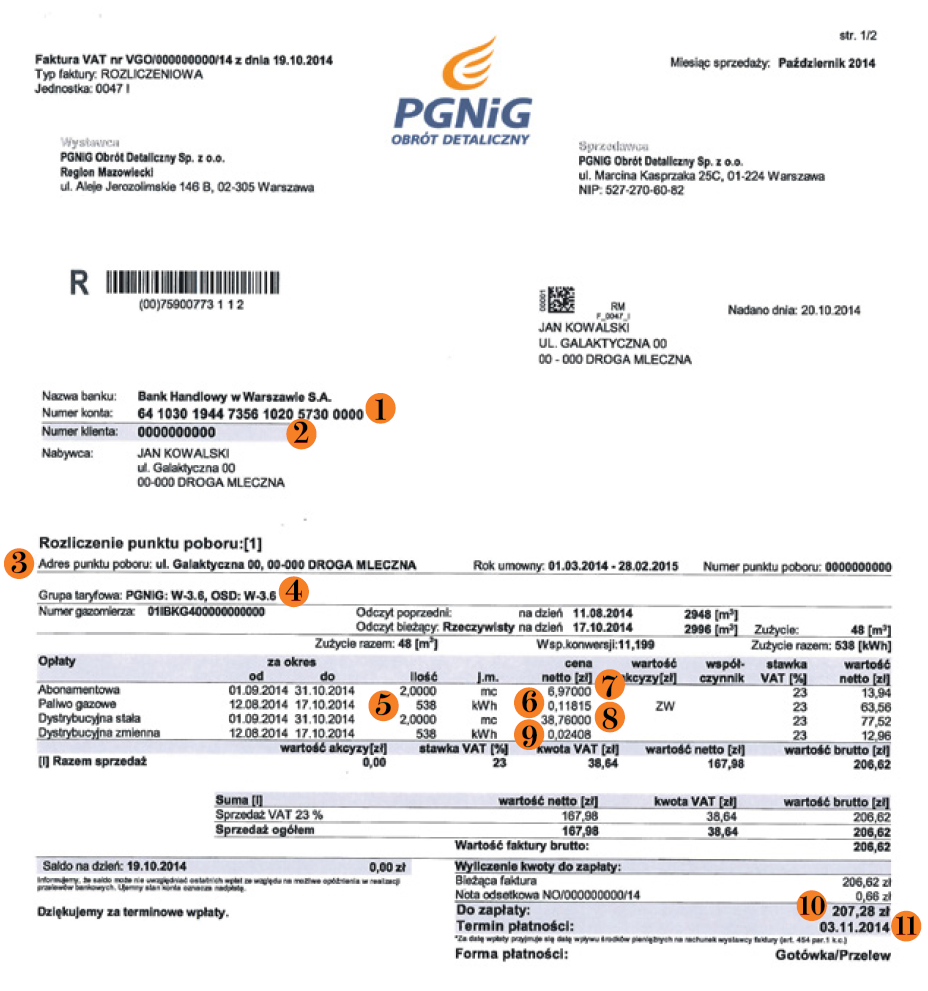 str. 1/2
Faktura VAT nr VGO/000000000/14 z dnia 19.10.2014
Typ faktury: ROZLICZENIOWA
Jednostka: 0047 I
Miesiąc sprzedaży: Październik 2014
PGNiG
OBRÓT DETALICZNY
Wystawca
PGNiG Obrót Detaliczny Sp. z o.o.
Region Mazowiecki
ul. Aleje Jerozolimskie 146 B, 02-305 Warszawa
Sprzedawca
PGNiG Obrót Detaliczny Sp. z o.o.
ul. Marcina Kasprzaka 25C, 01-224 Warszawa
NIP: 527-270-60-82
R
(00)75900773 1 1 2
00001
RM
F_0047_I
JAN KOWALSKI
UL. GALAKTYCZNA 00
00 - 000 DROGA MLECZNA
Nadano dnia: 20.10.2014
Nazwa banku: Bank Handlowy w Warszawie S.A.
Numer konta: 64 1030 1944 7356 1020 5730 0000 1
Numer klienta: 0000000000 2
Nabywca: JAN KOWALSKI
ul. Galaktyczna 00
00-000 DROGA MLECZNA
Rozliczenie punktu poboru:[1]
3 Adres punktu poboru: ul. Galaktyczna 00, 00-000 DROGA MLECZNA Rok umowny: 01.03.2014 - 28.02.2015 Numer punktu poboru: 0000000000
Grupa taryfowa: PGNiG: W-3.6, OSD: W-3.6 4
Numer gazomierza: 01IBKG400000000000 Odczyt poprzedni: na dzień 11.08.2014 2948 [m³]
Odczyt bieżący: Rzeczywisty na dzień 17.10.2014 2996 [m³] Zużycie: 48 [m³]
Zużycie razem: 48 [m³] Wsp.konwersji:11,199 Zużycie razem: 538 [kWh]
Opłaty za okres cena wartość współ- stawka wartość
od do ilość j.m. netto [zł] 7 akcyzy[zł] czynnik VAT [%] netto [zł]
Abonamentowa 01.09.2014 31.10.2014 2,0000 mc 6,97000 23 13,94
Paliwo gazowe 12.08.2014 17.10.2014 5 538 kWh 6 0,11815 ZW 23 63,56
Dystrybucyjna stała 01.09.2014 31.10.2014 2,0000 mc 38,76000 8 23 77,52
Dystrybucyjna zmienna 12.08.2014 17.10.2014 538 kWh 9 0,02408 23 12,96
wartość akcyzy[zł] stawka VAT [%] kwota VAT [zł] wartość netto [zł] wartość brutto [zł]
[I] Razem sprzedaż 0,00 23 38,64 167,98 206,62
Suma [I] wartość netto [zł] kwota VAT [zł] wartość brutto [zł]
Sprzedaż VAT 23 % 167,98 38,64 206,62
Sprzedaż ogółem 167,98 38,64 206,62
Wartość faktury brutto: 206,62
Saldo na dzień: 19.10.2014 0,00 zł
Informujemy, że saldo może nie uwzględniać ostatnich wpłat ze względu na możliwe opóźnienia w realizacji
przelewów bankowych. Ujemny stan konta oznacza nadpłatę.
Dziękujemy za terminowe wpłaty.
Wyliczenie kwoty do zapłaty:
Bieżąca faktura 206,62 zł
Nota odsetkowa NO/000000000/14 0,66 zł
Do zapłaty: 10 207,28 zł
Termin płatności: 03.11.2014 11
*Za datę wpłaty przyjmuje się datę wpływu środków pieniężnych na rachunek wystawcy faktury (art. 454 par.1 k.c.)
Forma płatności: Gotówka/Przelew